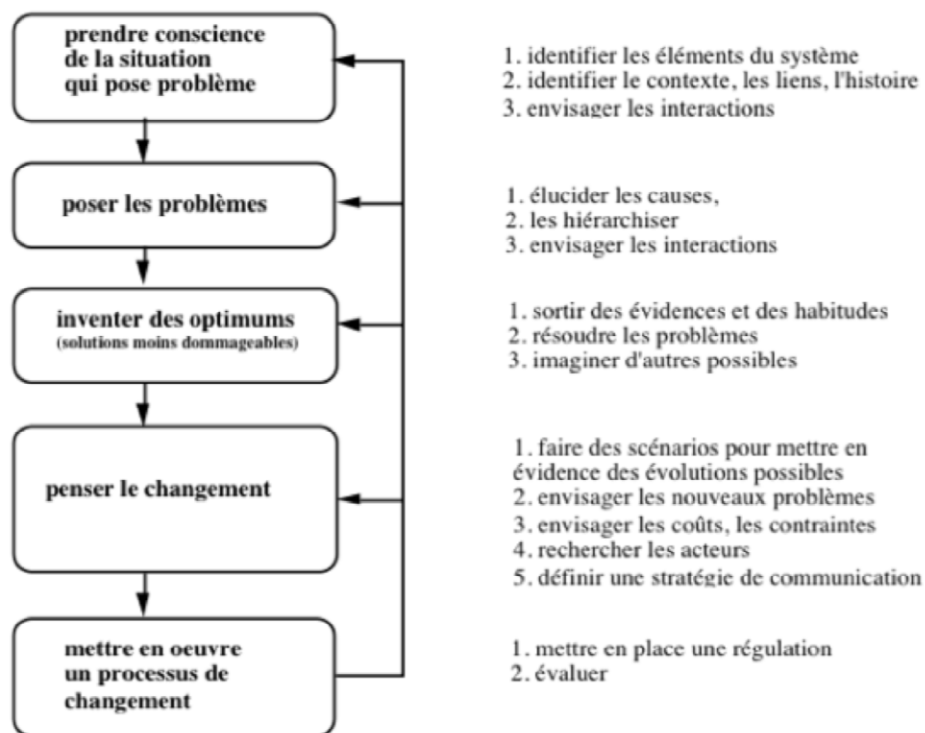 prendre conscience
de la situation
qui pose problème
1. identifier les éléments du système
2. identifier le contexte, les liens, l'histoire
3. envisager les interactions
poser les problèmes
1. élucider les causes,
2. les hiérarchiser
3. envisager les interactions
inventer des optimums
(solutions moins dommageables)
1. sortir des évidences et des habitudes
2. résoudre les problèmes
3. imaginer d'autres possibles
penser le changement
1. faire des scénarios pour mettre en
évidence des évolutions possibles
2. envisager les nouveaux problèmes
3. envisager les coûts, les contraintes
4. rechercher les acteurs
5. définir une stratégie de communication
mettre en oeuvre
un processus de
changement
1. mettre en place une régulation
2. évaluer